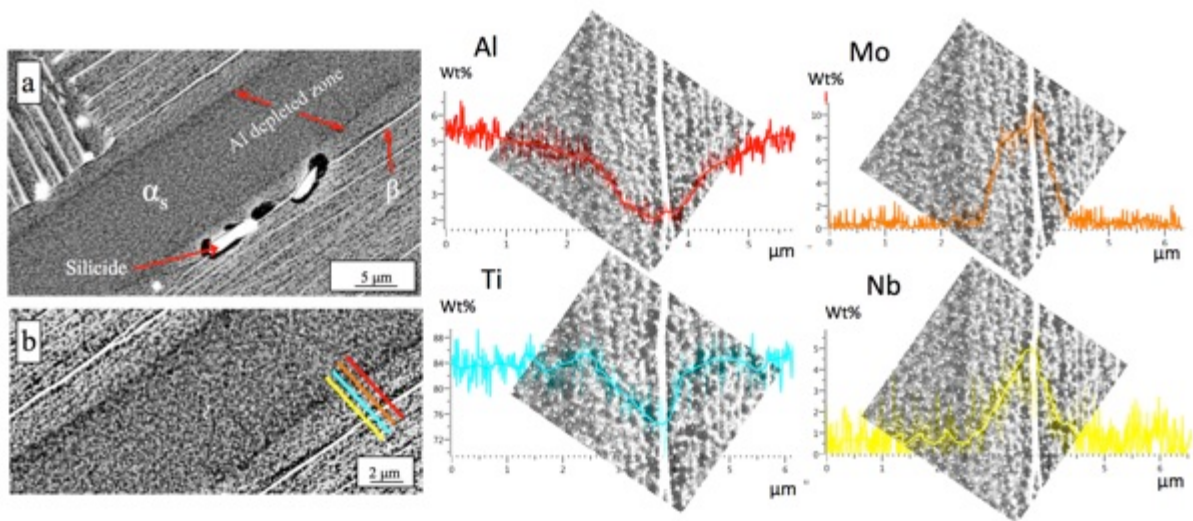 a
Al depleted zone
αs
β
Silicide
5 μm
b
2 μm
Al
Wt%
6
5
4
3
2
0 1 2 3 4 5
μm
Mo
Wt%
10
8
6
4
2
0
0 1 2 3 4 5 6
μm
Ti
Wt%
88
84
80
76
72
0 1 2 3 4 5 6
μm
Nb
Wt%
5
4
3
2
1
0
0 1 5 6
μm